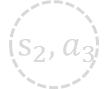 s₂, a₃